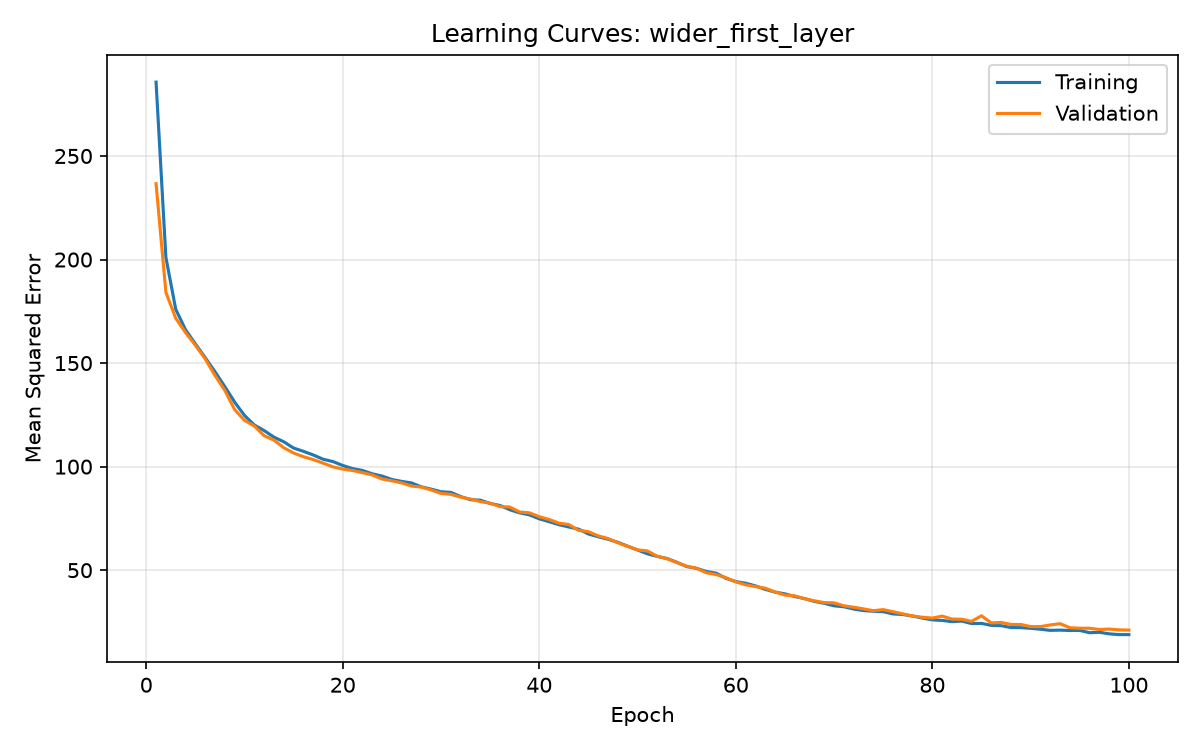 Learning Curves: wider_first_layer
Training
Validation
Mean Squared Error
250
200
150
100
50
0
20
40
60
80
100
Epoch